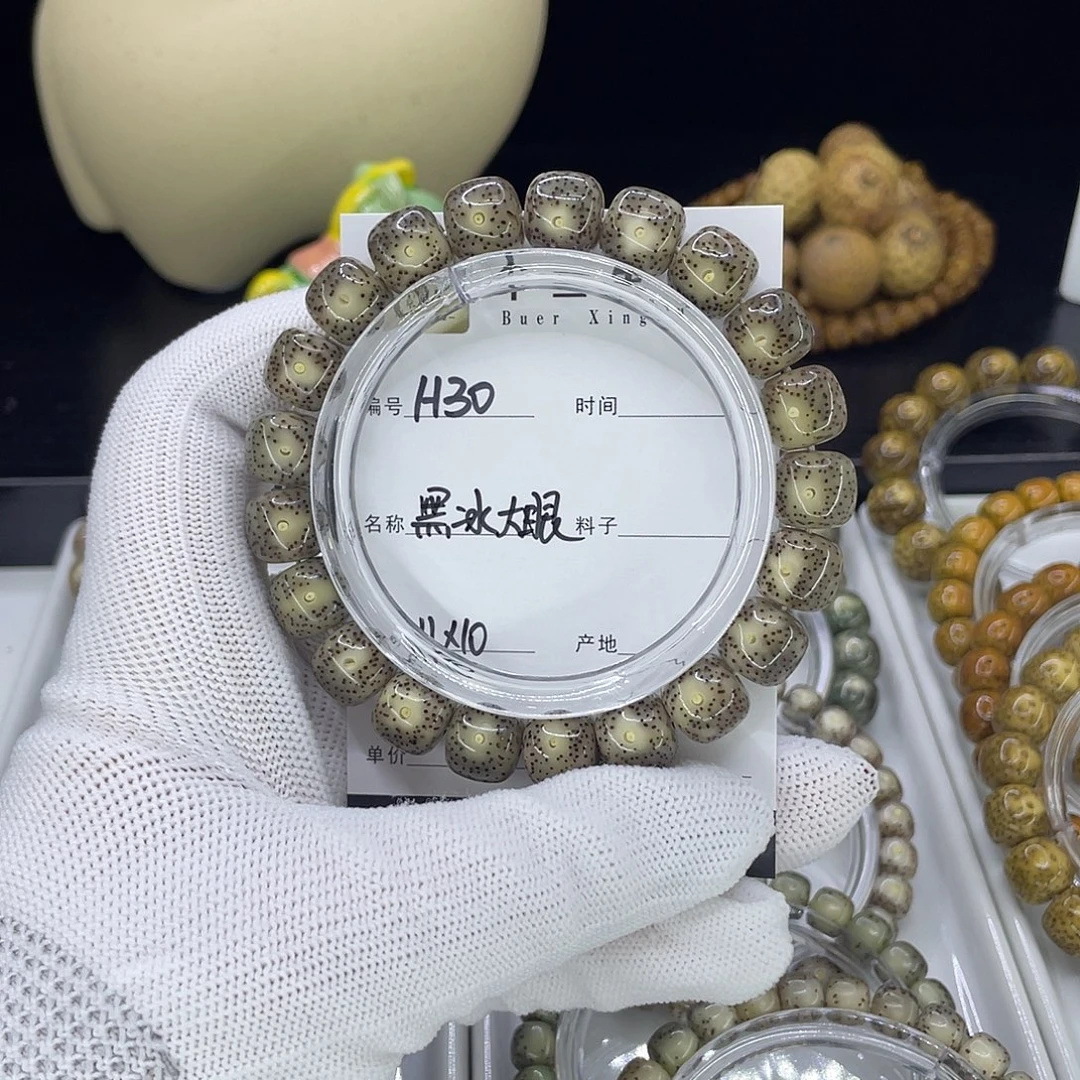 Buer Xing
编号 H30 时间
名称 黑冰大眼 料子
11x10 产地
单价